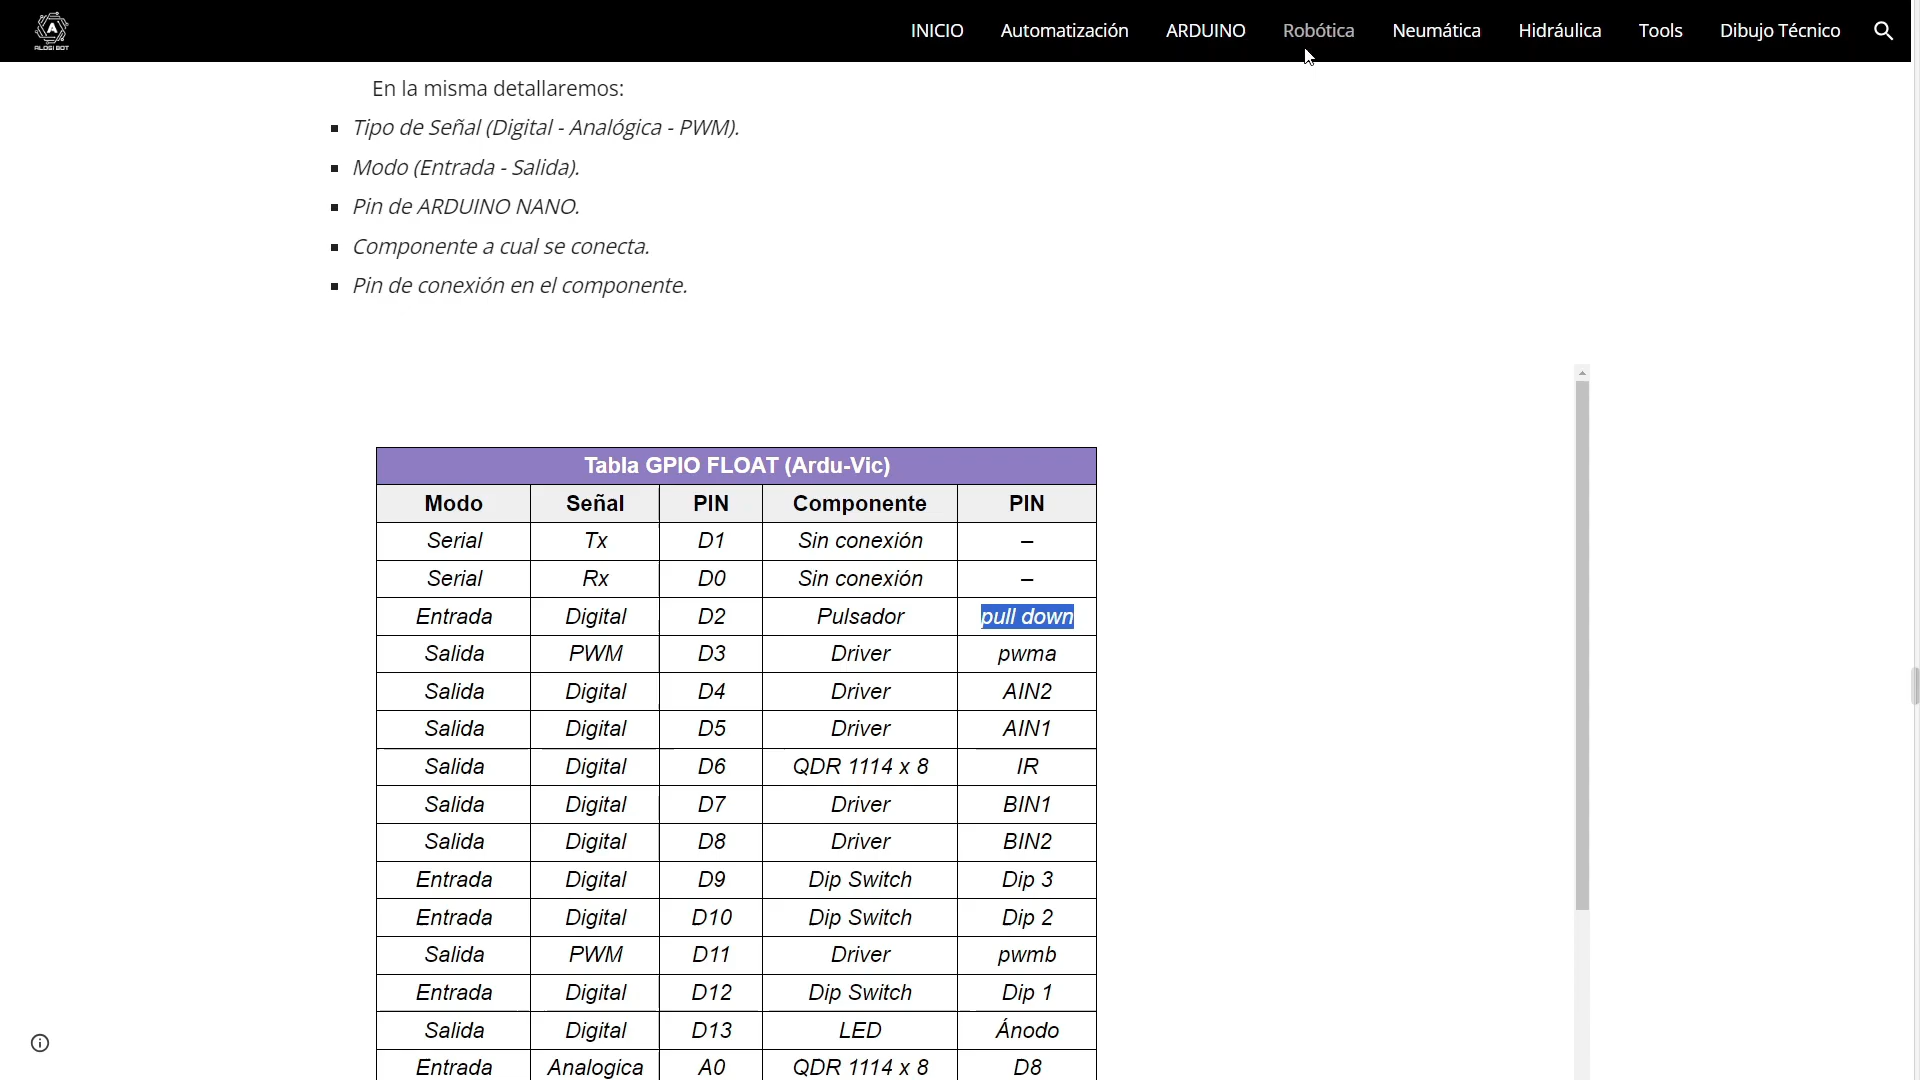 ALOSI BOT
INICIO Automatización ARDUINO Robótica Neumática Hidráulica Tools Dibujo Técnico
En la misma detallaremos:
Tipo de Señal (Digital - Analógica - PWM).
Modo (Entrada - Salida).
Pin de ARDUINO NANO.
Componente a cual se conecta.
Pin de conexión en el componente.
Tabla GPIO FLOAT (Ardu-Vic)
Modo Señal PIN Componente PIN
Serial Tx D1 Sin conexión –
Serial Rx D0 Sin conexión –
Entrada Digital D2 Pulsador pull down
Salida PWM D3 Driver pwma
Salida Digital D4 Driver AIN2
Salida Digital D5 Driver AIN1
Salida Digital D6 QDR 1114 x 8 IR
Salida Digital D7 Driver BIN1
Salida Digital D8 Driver BIN2
Entrada Digital D9 Dip Switch Dip 3
Entrada Digital D10 Dip Switch Dip 2
Salida PWM D11 Driver pwmb
Entrada Digital D12 Dip Switch Dip 1
Salida Digital D13 LED Ánodo
Entrada Analogica A0 QDR 1114 x 8 D8